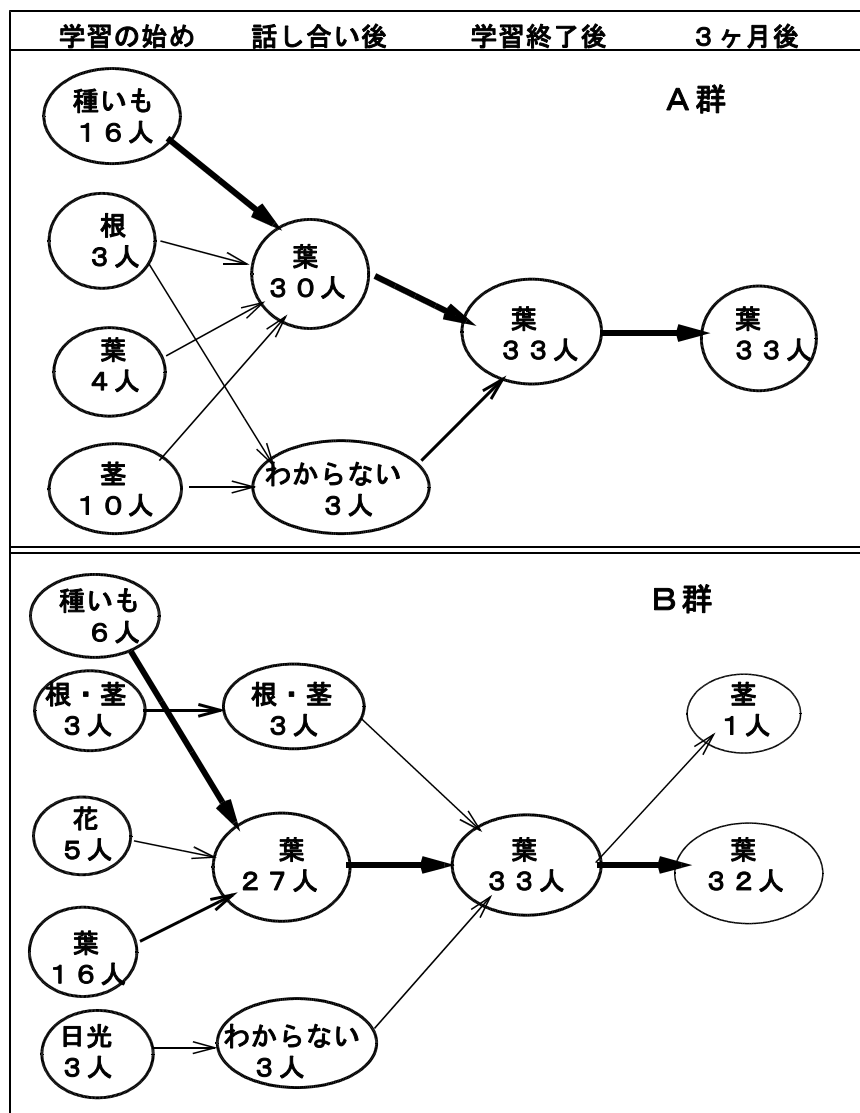 学習の始め 話し合い後 学習終了後 ３ヶ月後
Ａ群
種いも
１６人
根
３人
葉
３０人
葉
３３人
葉
３３人
葉
４人
茎
１０人
わからない
３人
Ｂ群
種いも
６人
根・茎
３人
根・茎
３人
茎
１人
花
５人
葉
２７人
葉
３３人
葉
３２人
葉
１６人
日光
３人
わからない
３人